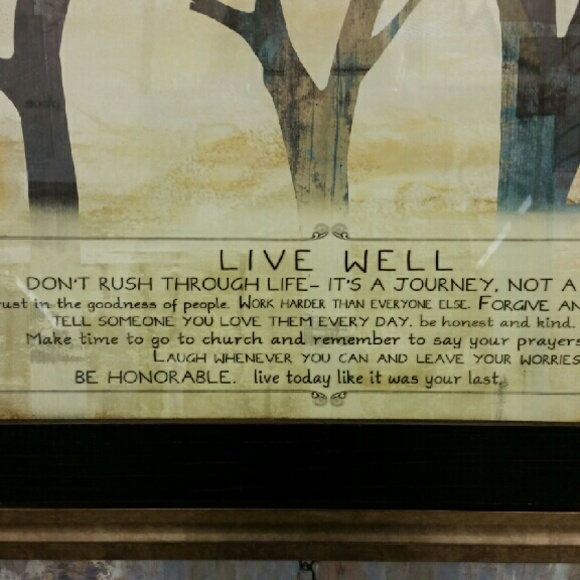 LIVE WELL
DON'T RUSH THROUGH LIFE- IT'S A JOURNEY, NOT A
in the goodness of people. WORK HARDER THAN EVERYONE ELSE. FORGIVE
TELL SOMEONE YOU LOVE THEM EVERY DAY. be honest and kind.
Make time to go to church and remember to say your prayers
LAUGH WHENEVER YOU CAN AND LEAVE YOUR WORRIES
BE HONORABLE. live today like it was your last.